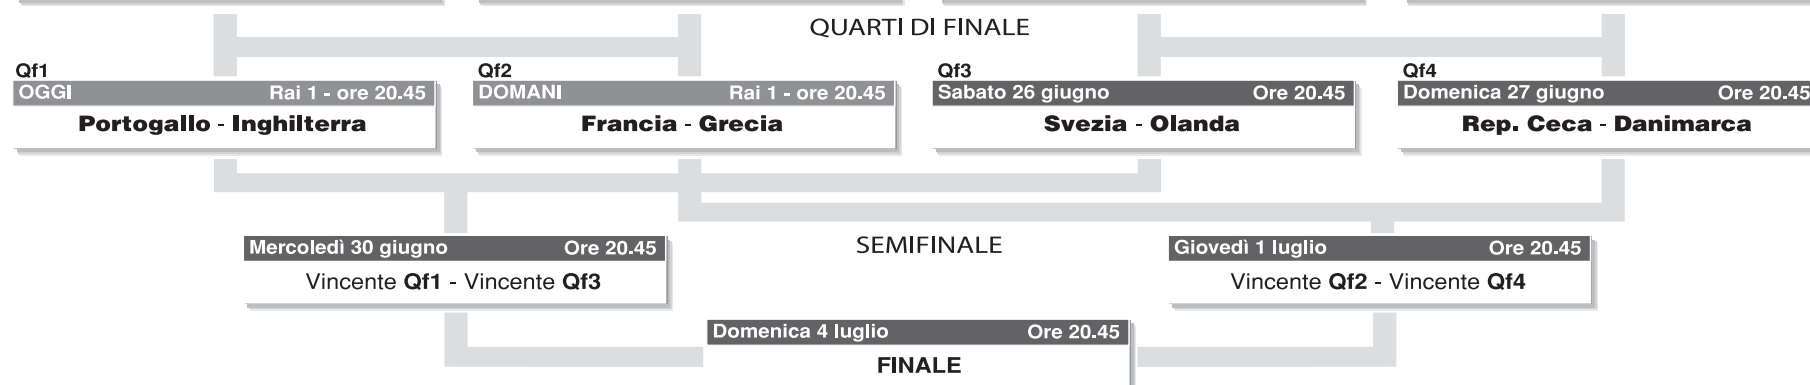 QUARTI DI FINALE
Qf1
OGGI Rai 1 - ore 20.45
Portogallo - Inghilterra
Qf2
DOMANI Rai 1 - ore 20.45
Francia - Grecia
Qf3
Sabato 26 giugno Ore 20.45
Svezia - Olanda
Qf4
Domenica 27 giugno Ore 20.45
Rep. Ceca - Danimarca
SEMIFINALE
Mercoledì 30 giugno Ore 20.45
Vincente Qf1 - Vincente Qf3
Giovedì 1 luglio Ore 20.45
Vincente Qf2 - Vincente Qf4
Domenica 4 luglio Ore 20.45
FINALE